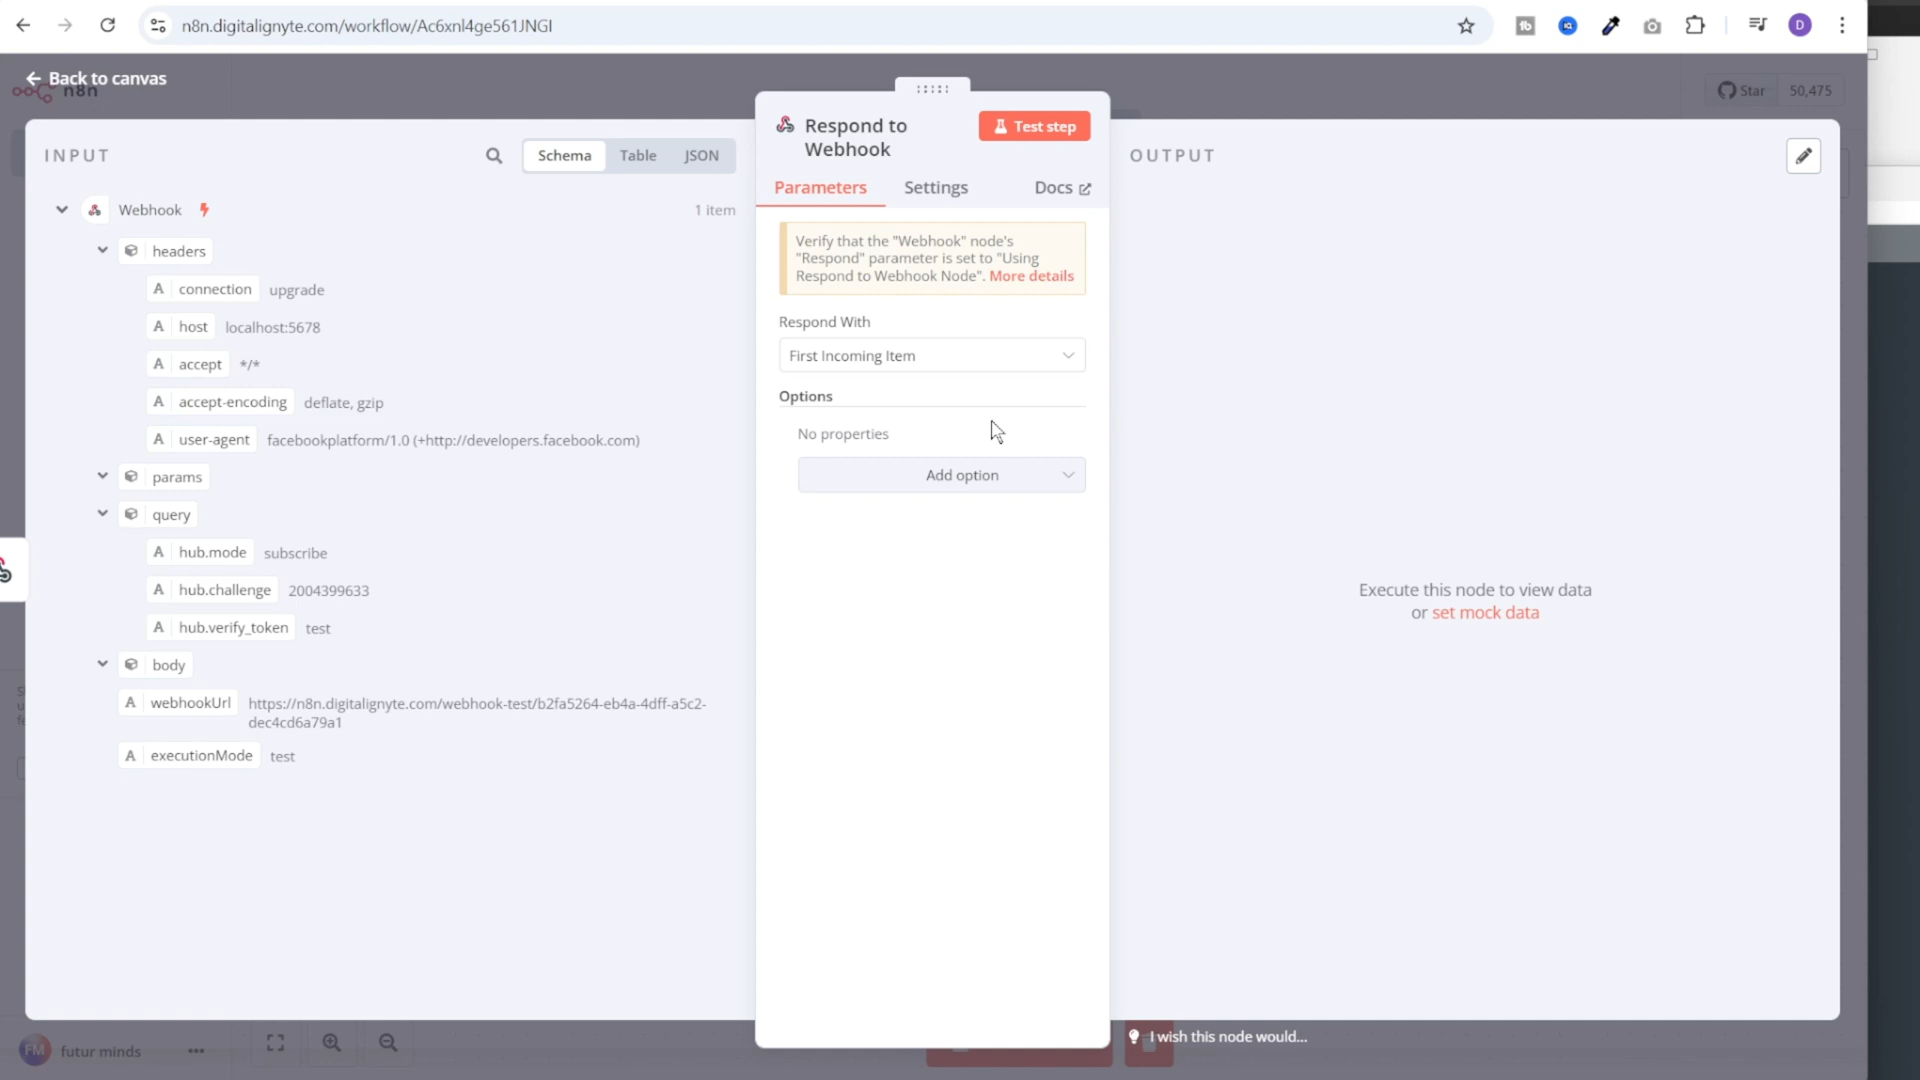 n8n.digitalignyte.com/workflow/Ac6xnl4ge561JNGI
D
Back to canvas
n8n
Star 50,475
INPUT
Schema Table JSON
Webhook 1 item
headers
A connection upgrade
A host localhost:5678
A accept */*
A accept-encoding deflate, gzip
A user-agent facebookplatform/1.0 (+http://developers.facebook.com)
params
query
A hub.mode subscribe
A hub.challenge 2004399633
A hub.verify_token test
body
A webhookUrl https://n8n.digitalignyte.com/webhook-test/b2fa5264-eb4a-4dff-a5c2-
dec4cd6a79a1
A executionMode test
Respond to
Webhook
Test step
Parameters Settings Docs
Verify that the "Webhook" node's
"Respond" parameter is set to "Using
Respond to Webhook Node". More details
Respond With
First Incoming Item
Options
No properties
Add option
OUTPUT
Execute this node to view data
or set mock data
I wish this node would...
FM futur minds